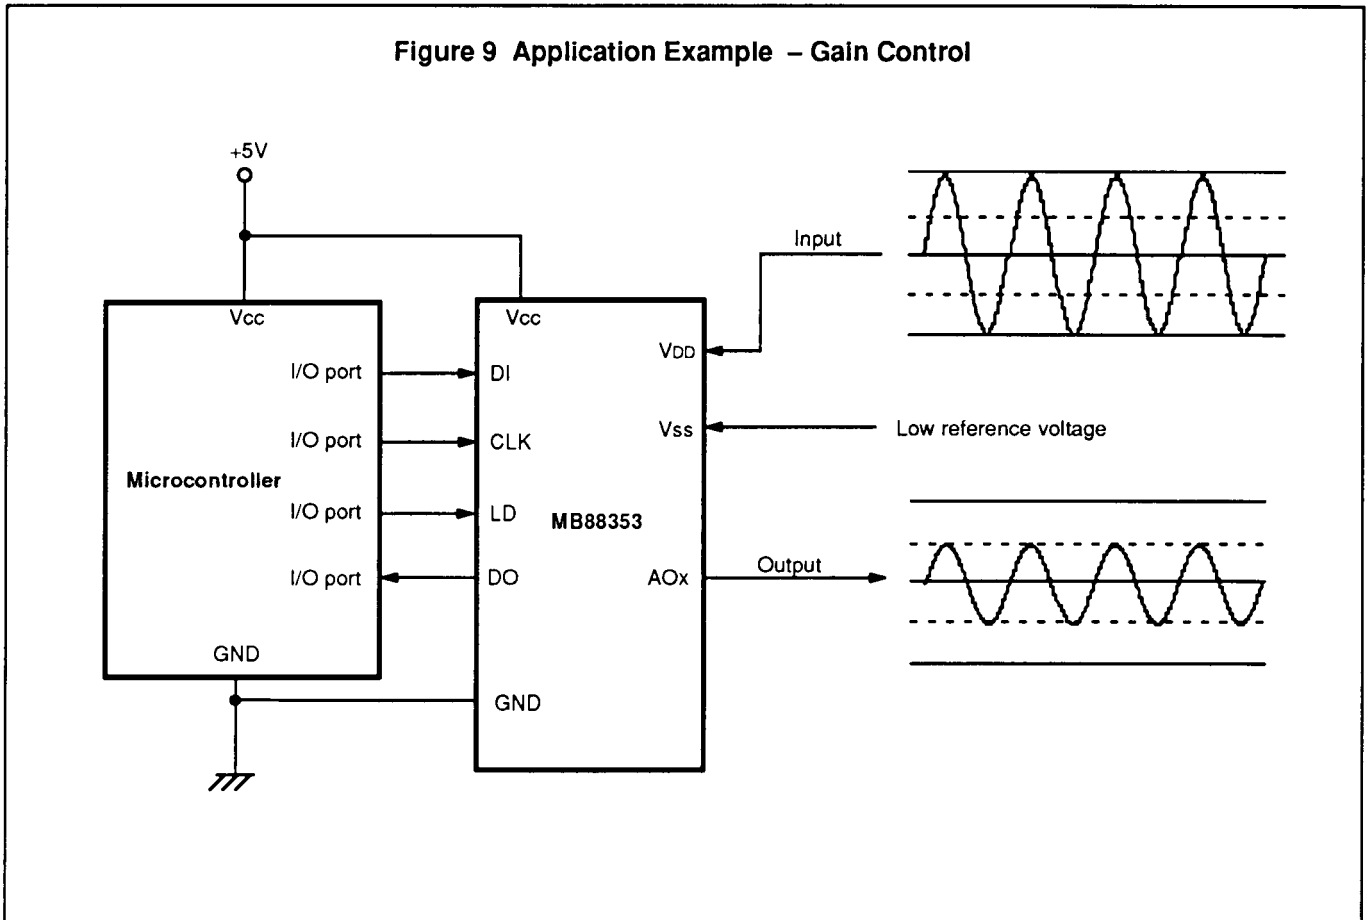 Figure 9 Application Example – Gain Control
+5V
Input
Vcc
Vcc
VDD
I/O port
DI
Vss
Low reference voltage
I/O port
CLK
Microcontroller
I/O port
LD
MB88353
I/O port
DO
AOx
Output
GND
GND